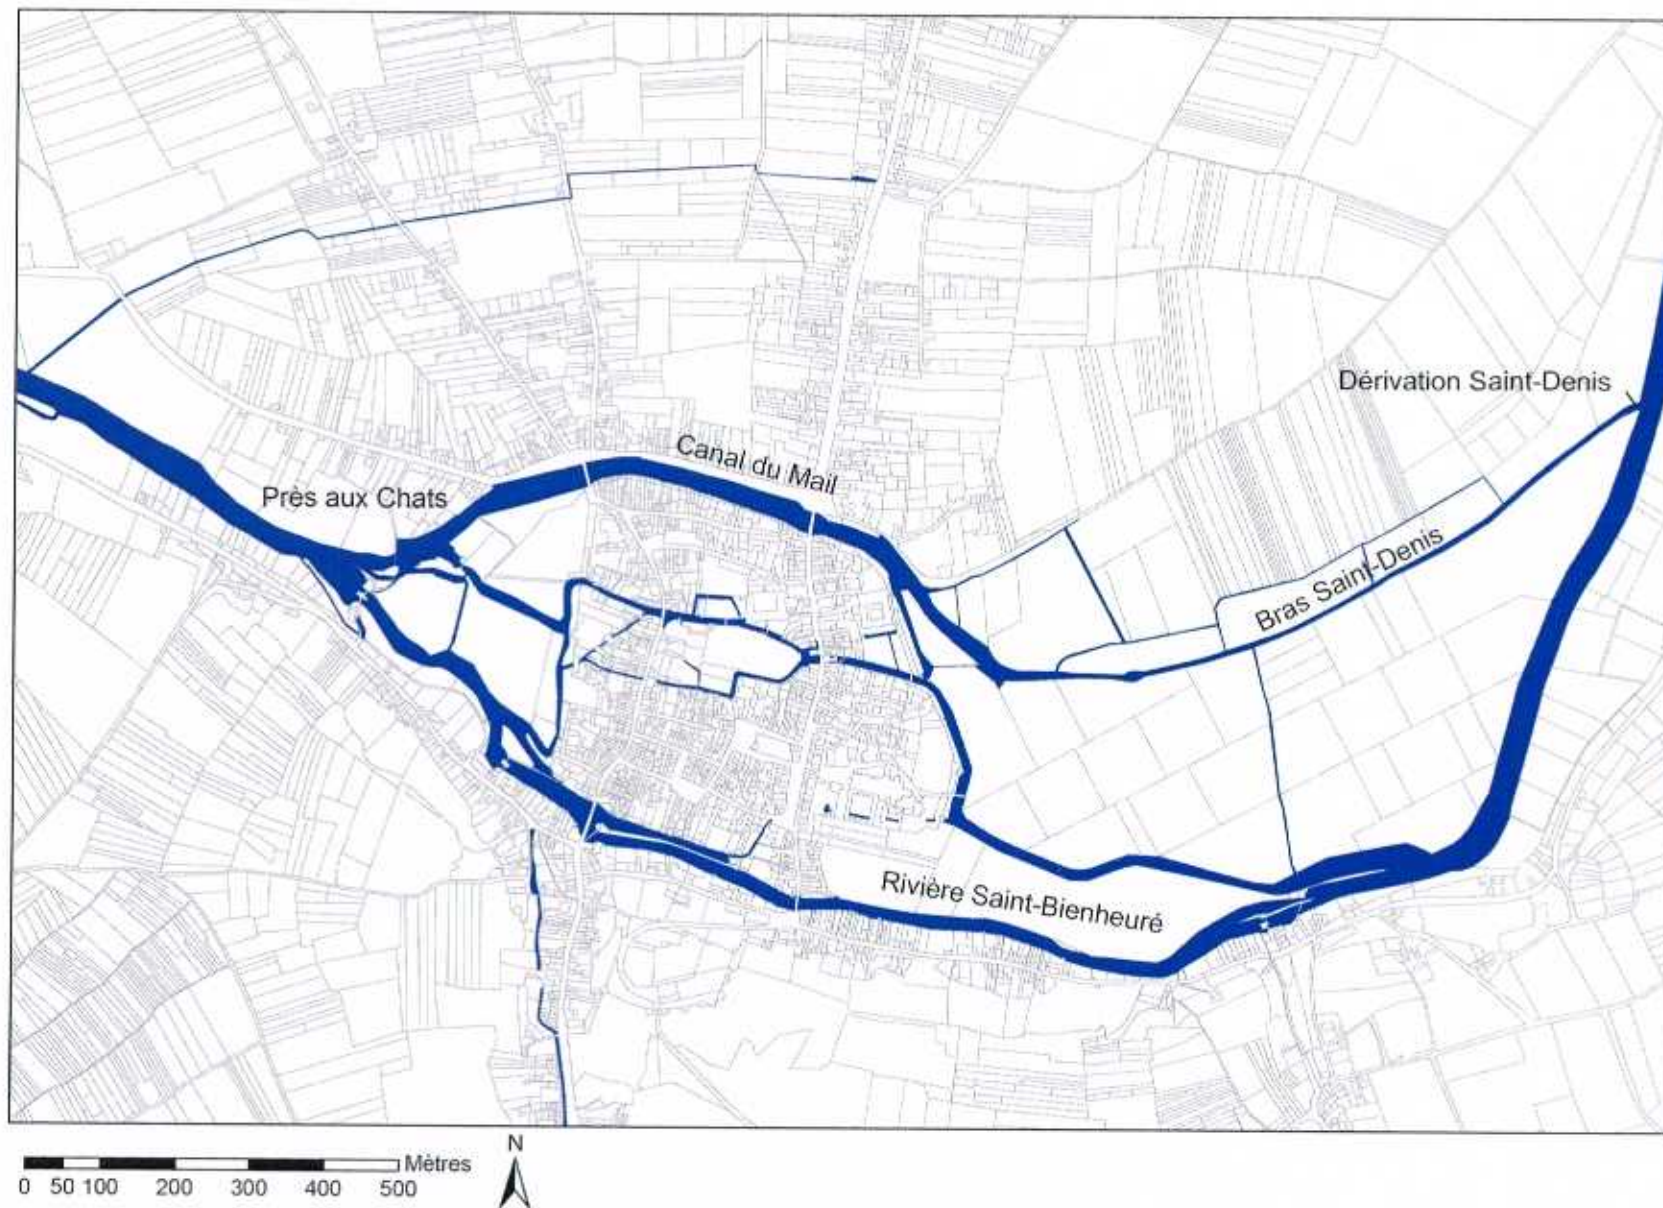 Dérivation Saint-Denis
Canal du Mail
Près aux Chats
Bras Saint-Denis
Rivière Saint-Bienheuré
Mètres
0 50 100 200 300 400 500
N